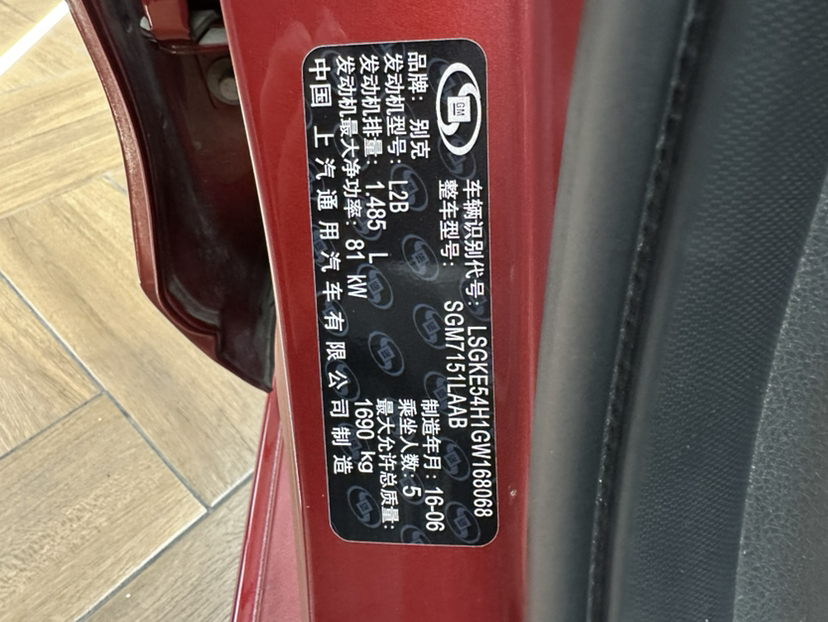 GM
车辆识别代号: LSGKE54H1GW168068
整车型号: SGM7151LAAB
品牌: 别克
制造年月: 16-06
发动机型号: L2B
乘坐人数: 5
发动机排量: 1.485 L
最大允许总质量:
发动机最大净功率: 81 kW
1690 kg
中国 上汽通用汽车有限公司制造